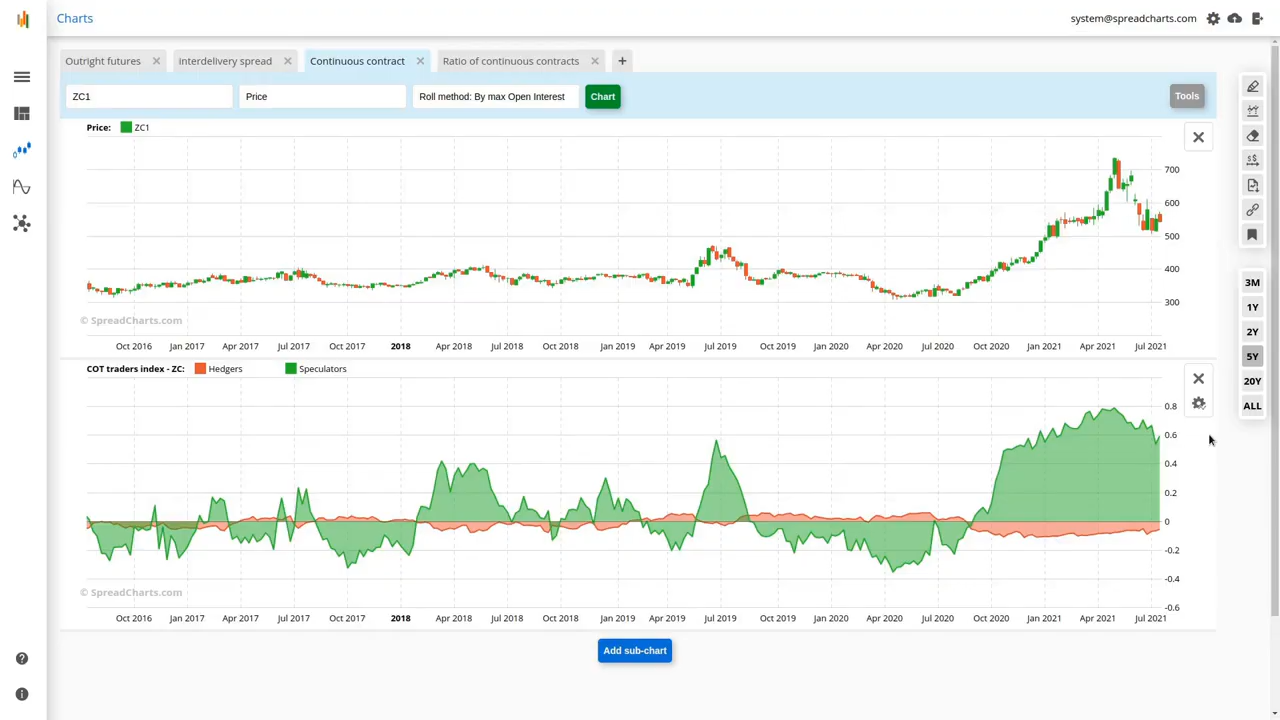 Charts
system@spreadcharts.com
Outright futures
interdelivery spread
Continuous contract
Ratio of continuous contracts
+
ZC1
Price
Roll method: By max Open Interest
Chart
Tools
Price: ZC1
700
600
500
400
300
© SpreadCharts.com
Oct 2016 Jan 2017 Apr 2017 Jul 2017 Oct 2017 2018 Apr 2018 Jul 2018 Oct 2018 Jan 2019 Apr 2019 Jul 2019 Oct 2019 Jan 2020 Apr 2020 Jul 2020 Oct 2020 Jan 2021 Apr 2021 Jul 2021
COT traders index - ZC: Hedgers Speculators
0.8
0.6
0.4
0.2
0
-0.2
-0.4
-0.6
© SpreadCharts.com
Oct 2016 Jan 2017 Apr 2017 Jul 2017 Oct 2017 2018 Apr 2018 Jul 2018 Oct 2018 Jan 2019 Apr 2019 Jul 2019 Oct 2019 Jan 2020 Apr 2020 Jul 2020 Oct 2020 Jan 2021 Apr 2021 Jul 2021
Add sub-chart
3M
1Y
2Y
5Y
20Y
ALL